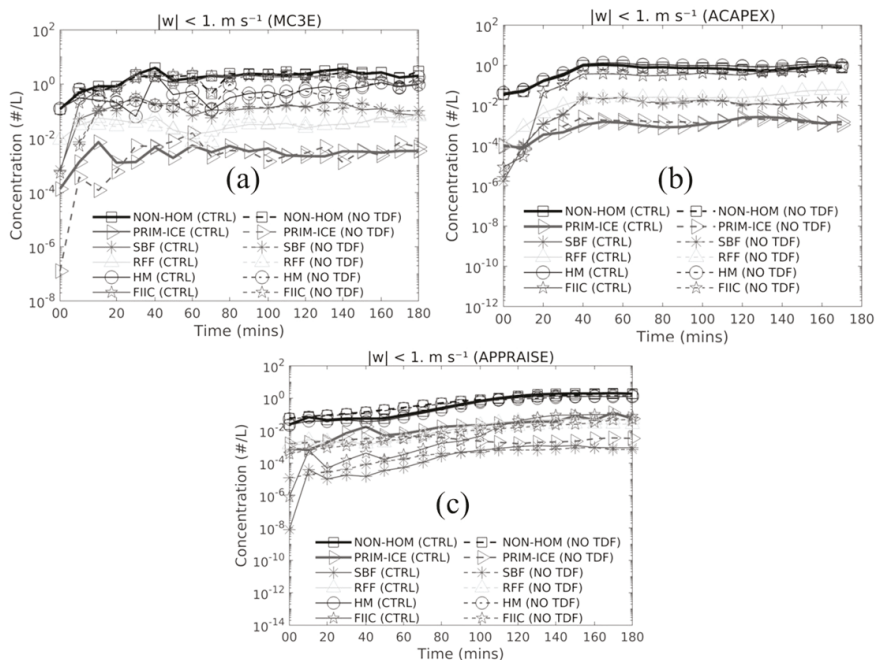 |w| < 1. m s⁻¹ (MC3E)
10²
10⁰
10⁻²
10⁻⁴
10⁻⁶
10⁻⁸
Concentration (#/L)
(a)
NON-HOM (CTRL)
PRIM-ICE (CTRL)
SBF (CTRL)
RFF (CTRL)
HM (CTRL)
FIIC (CTRL)
NON-HOM (NO TDF)
PRIM-ICE (NO TDF)
SBF (NO TDF)
RFF (NO TDF)
HM (NO TDF)
FIIC (NO TDF)
00 20 40 60 80 100 120 140 160 180
Time (mins)
|w| < 1. m s⁻¹ (ACAPEX)
10²
10⁰
10⁻²
10⁻⁴
10⁻⁶
10⁻⁸
10⁻¹⁰
10⁻¹²
Concentration (#/L)
(b)
NON-HOM (CTRL)
PRIM-ICE (CTRL)
SBF (CTRL)
RFF (CTRL)
HM (CTRL)
FIIC (CTRL)
NON-HOM (NO TDF)
PRIM-ICE (NO TDF)
SBF (NO TDF)
RFF (NO TDF)
HM (NO TDF)
FIIC (NO TDF)
00 20 40 60 80 100 120 140 160 180
Time (mins)
|w| < 1. m s⁻¹ (APPRAISE)
10²
10⁰
10⁻²
10⁻⁴
10⁻⁶
10⁻⁸
10⁻¹⁰
10⁻¹²
10⁻¹⁴
Concentration (#/L)
(c)
NON-HOM (CTRL)
PRIM-ICE (CTRL)
SBF (CTRL)
RFF (CTRL)
HM (CTRL)
FIIC (CTRL)
NON-HOM (NO TDF)
PRIM-ICE (NO TDF)
SBF (NO TDF)
RFF (NO TDF)
HM (NO TDF)
FIIC (NO TDF)
00 20 40 60 80 100 120 140 160 180
Time (mins)